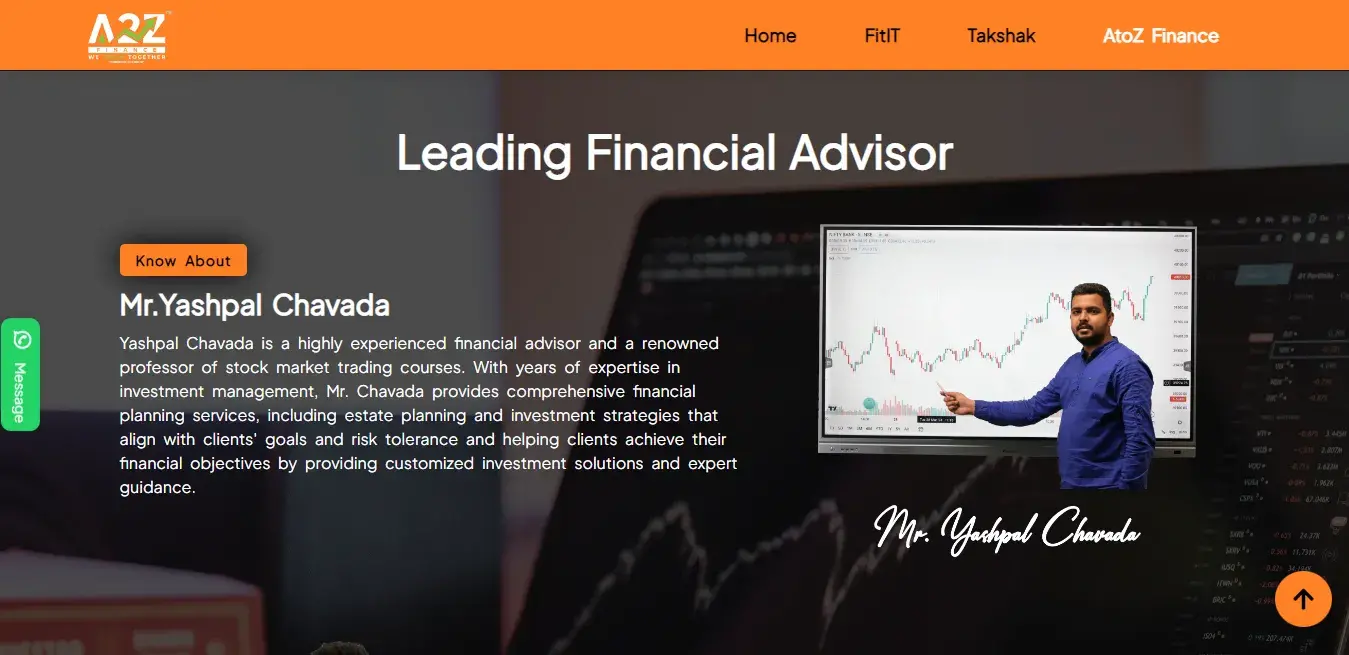 A2Z
FINANCE
WE
TOGETHER
Home
FitIT
Takshak
AtoZ Finance
Leading Financial Advisor
Know About
Mr.Yashpal Chavada
Yashpal Chavada is a highly experienced financial advisor and a renowned
professor of stock market trading courses. With years of expertise in
investment management, Mr. Chavada provides comprehensive financial
planning services, including estate planning and investment strategies that
align with clients' goals and risk tolerance and helping clients achieve their
financial objectives by providing customized investment solutions and expert
guidance.
Message
Mr. Yashpal Chavada